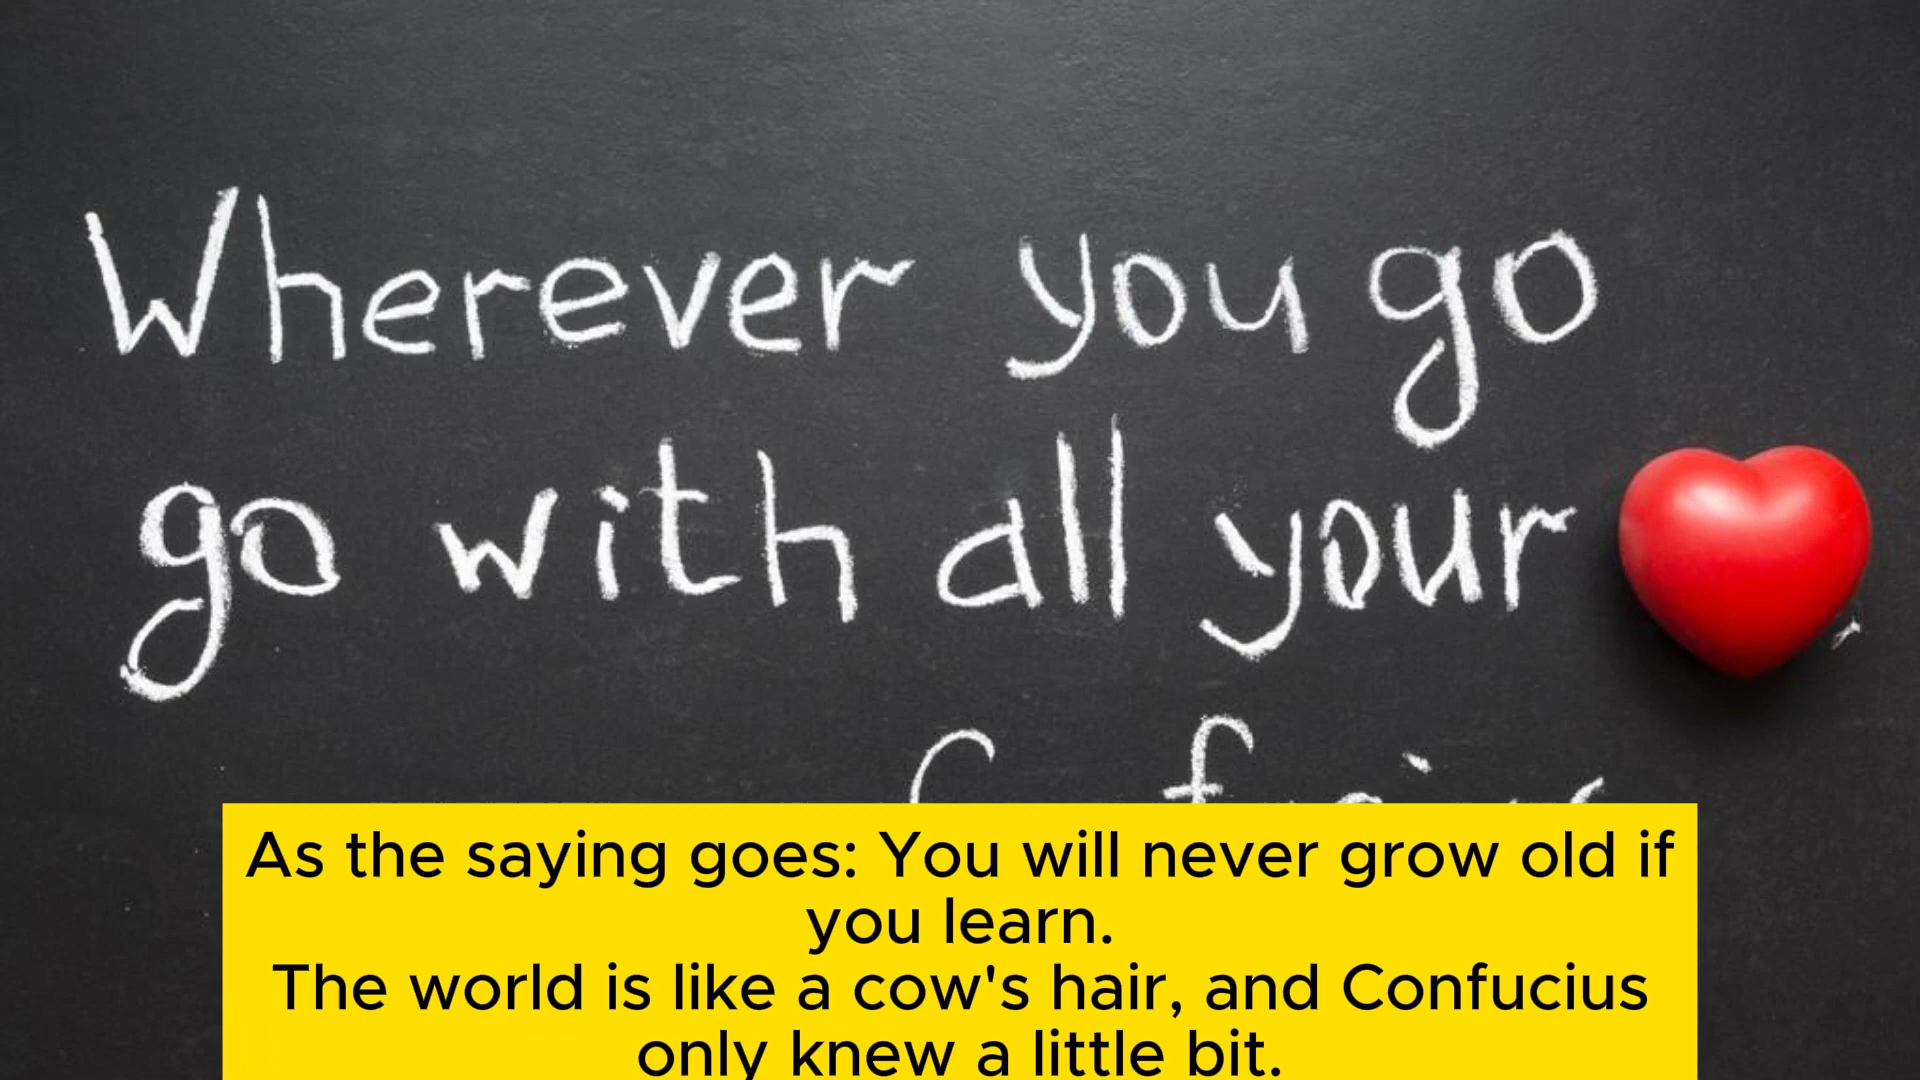 Wherever you go
go with all your
As the saying goes: You will never grow old if
you learn.
The world is like a cow's hair, and Confucius
only knew a little bit.